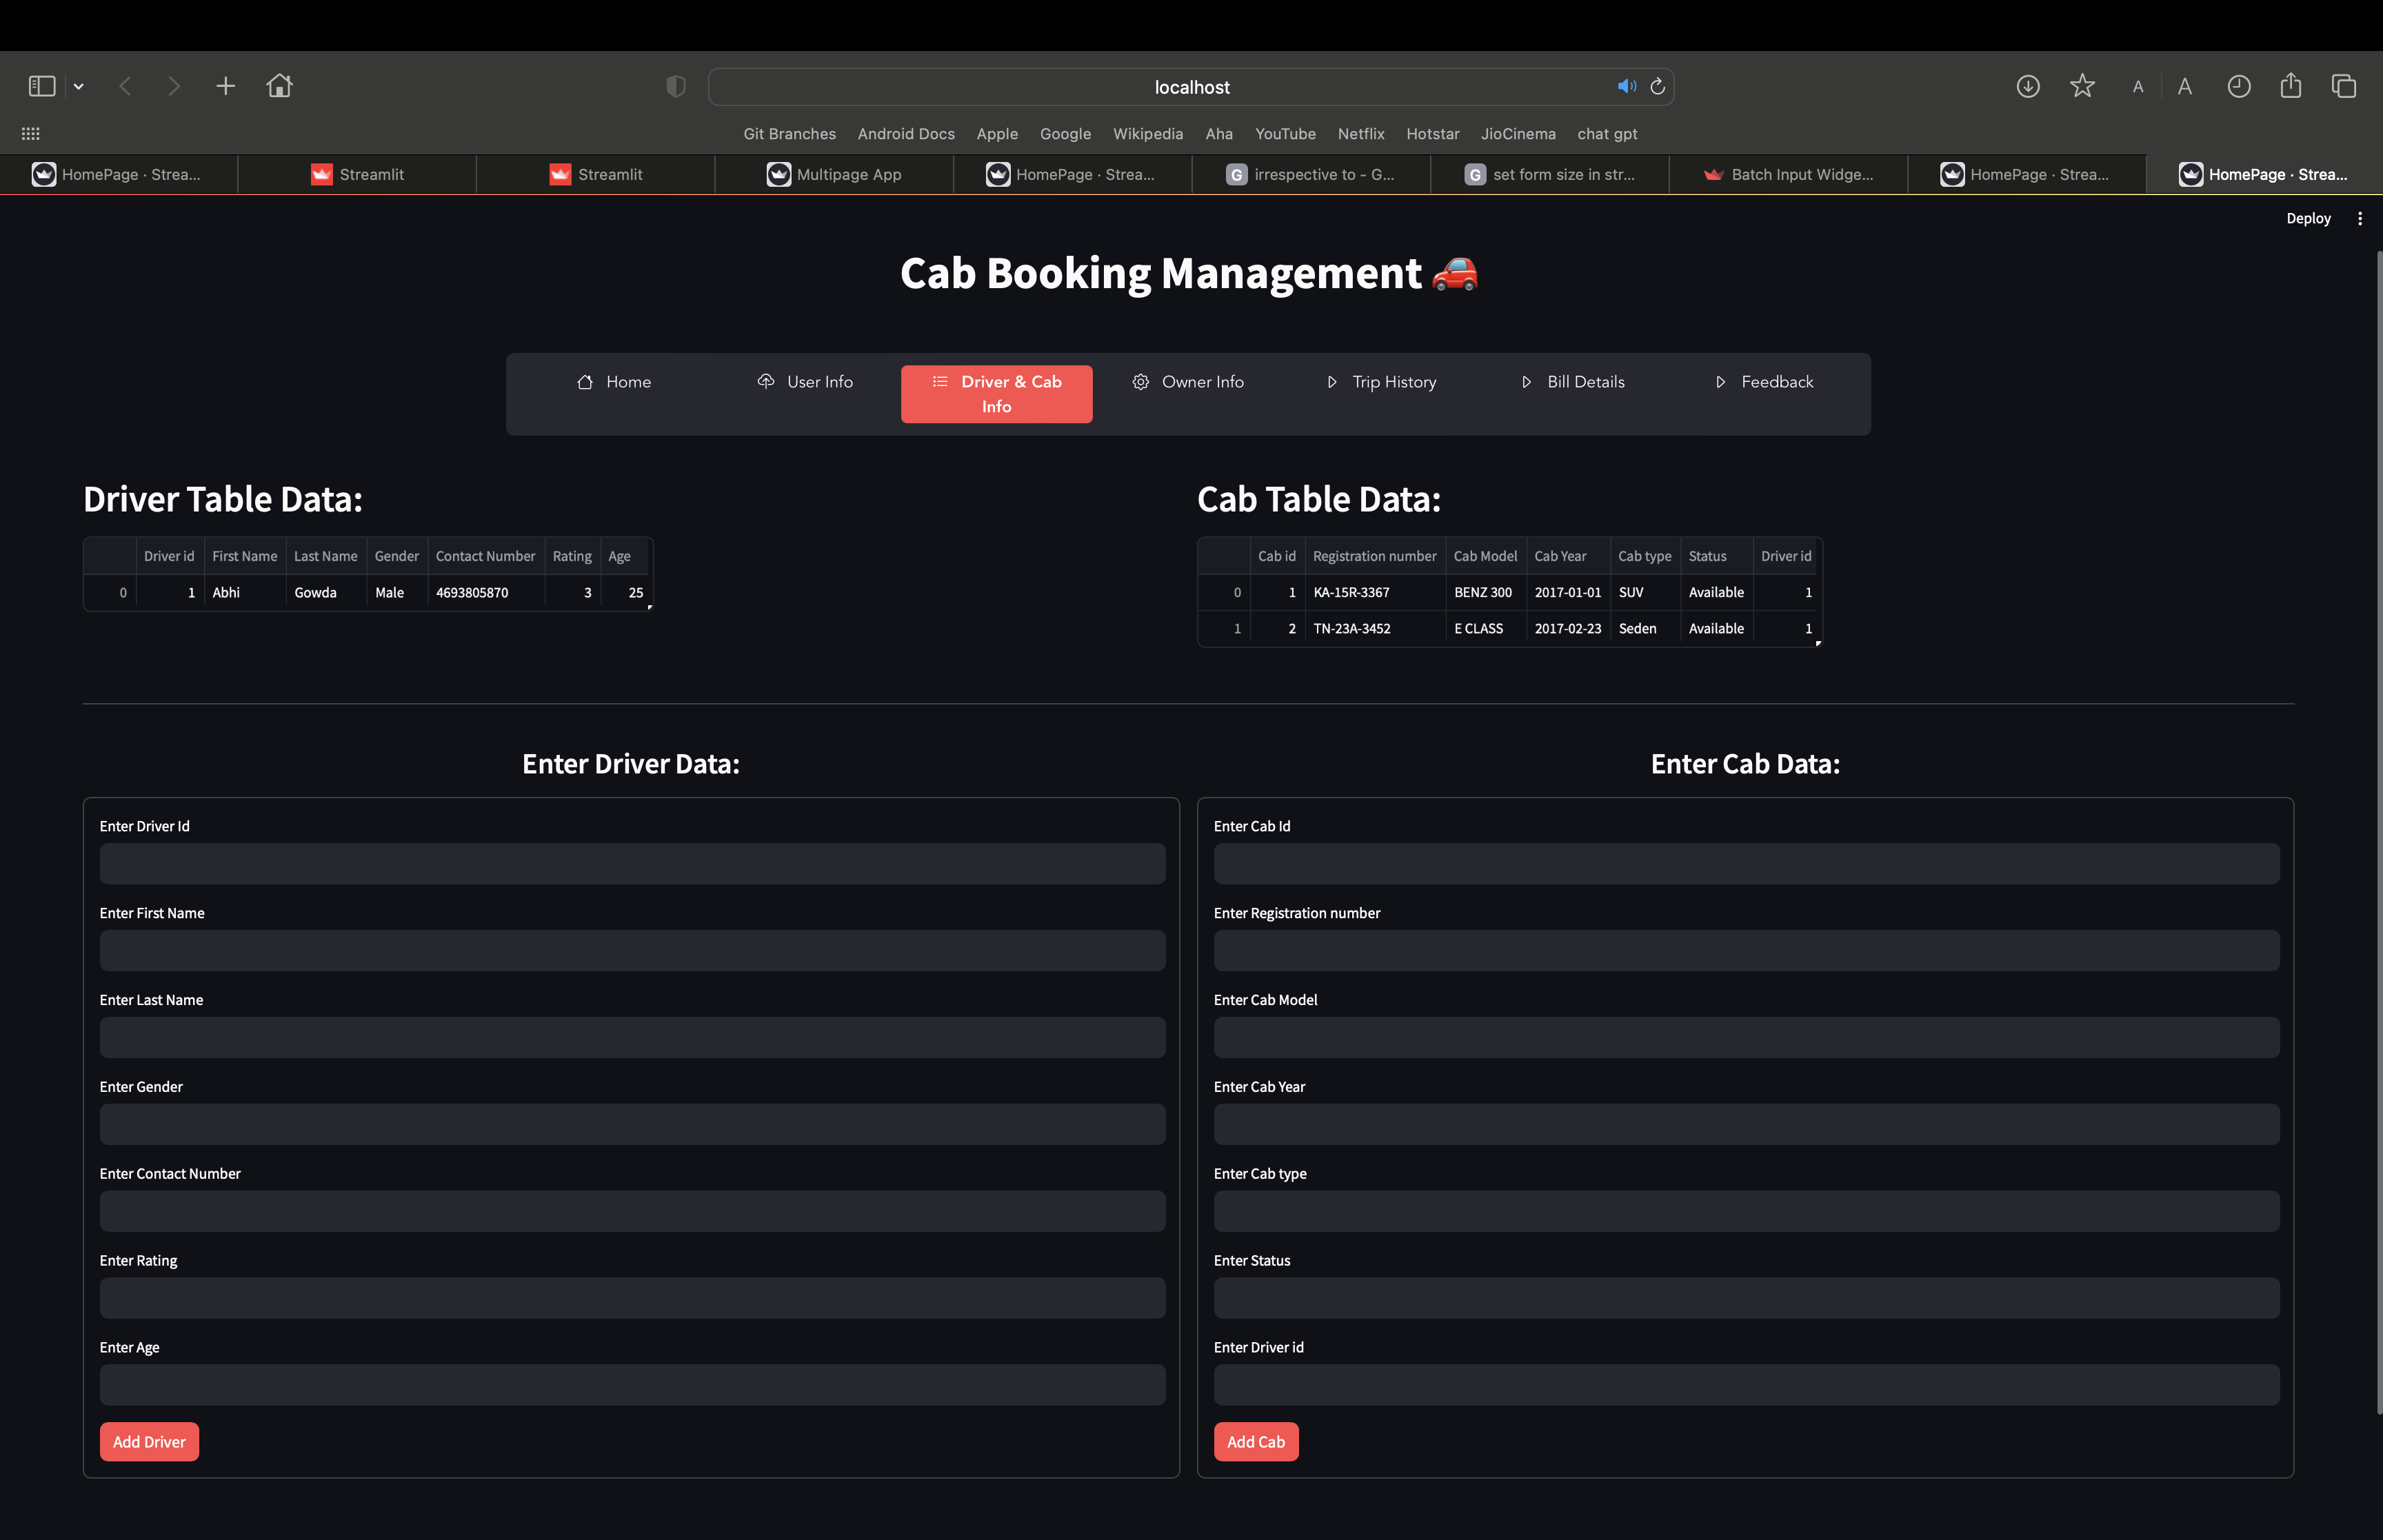 localhost
A A
Git Branches Android Docs Apple Google Wikipedia Aha YouTube Netflix Hotstar JioCinema chat gpt
HomePage · Strea... Streamlit Streamlit Multipage App HomePage · Strea... G irrespective to - G... G set form size in str... Batch Input Widge... HomePage · Strea... HomePage · Strea...
Deploy
Cab Booking Management
Home User Info Driver & Cab Info Owner Info Trip History Bill Details Feedback
Driver Table Data:
Driver id First Name Last Name Gender Contact Number Rating Age
0 1 Abhi Gowda Male 4693805870 3 25
Cab Table Data:
Cab id Registration number Cab Model Cab Year Cab type Status Driver id
0 1 KA-15R-3367 BENZ 300 2017-01-01 SUV Available 1
1 2 TN-23A-3452 E CLASS 2017-02-23 Seden Available 1
Enter Driver Data:
Enter Driver Id
Enter First Name
Enter Last Name
Enter Gender
Enter Contact Number
Enter Rating
Enter Age
Add Driver
Enter Cab Data:
Enter Cab Id
Enter Registration number
Enter Cab Model
Enter Cab Year
Enter Cab type
Enter Status
Enter Driver id
Add Cab